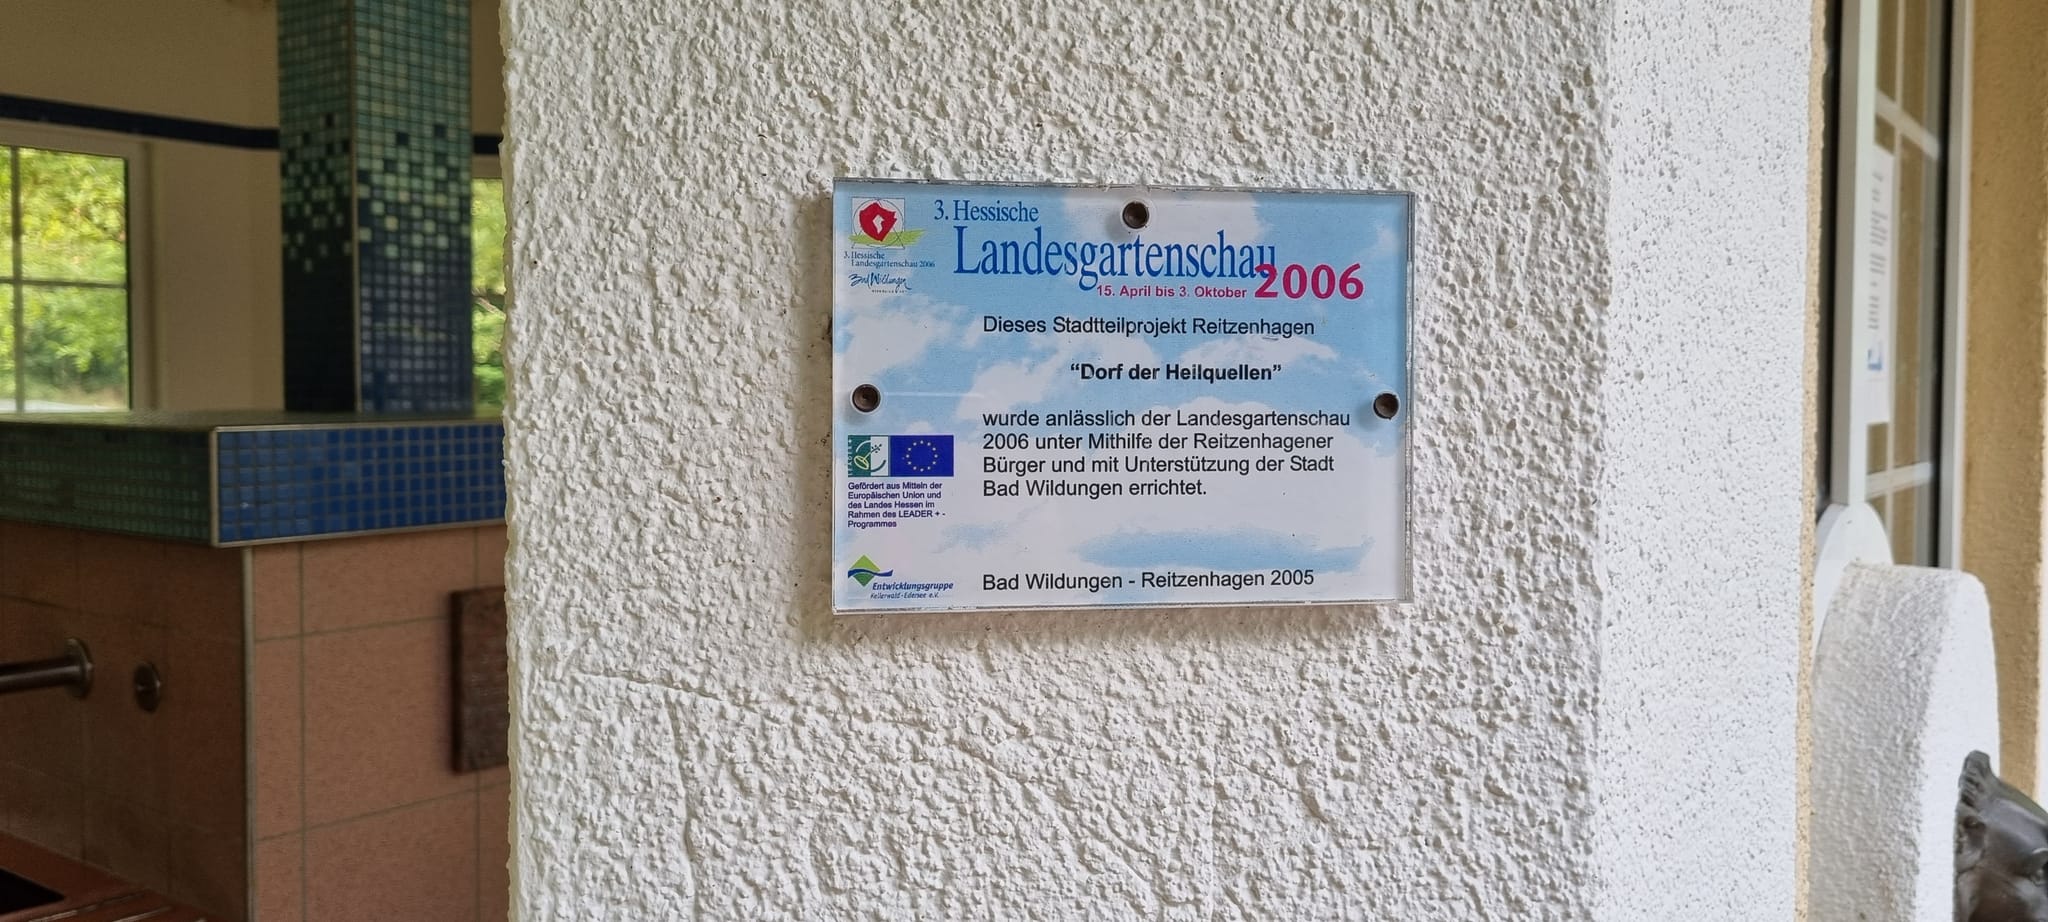 3. Hessische
Landesgartenschau
15. April bis 3. Oktober 2006
3. Hessische
Landesgartenschau 2006
Bad Wildungen
Dieses Stadtteilprojekt Reitzenhagen
“Dorf der Heilquellen”
wurde anlässlich der Landesgartenschau
2006 unter Mithilfe der Reitzenhagener
Bürger und mit Unterstützung der Stadt
Bad Wildungen errichtet.
LEADER
Gefördert aus Mitteln der
Europäischen Union und
des Landes Hessen im
Rahmen des LEADER + -
Programmes
Entwicklungsgruppe
Kellerwald-Edersee e.V.
Bad Wildungen - Reitzenhagen 2005